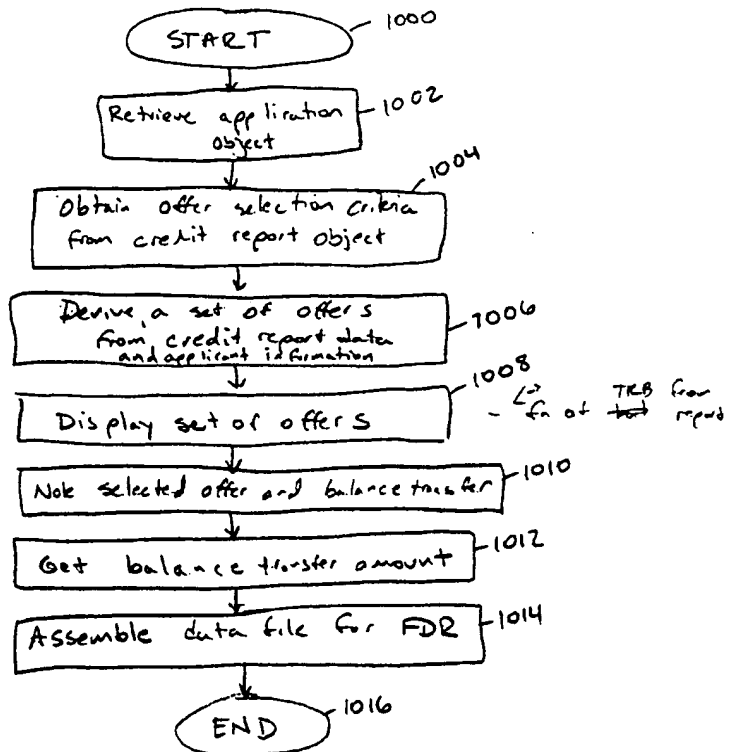 START
1000
Retrieve application
object
1002
Obtain offer selection criteria
from credit report object
1004
Derive a set of offers
from credit report data
and applicant information
1006
Display set of offers
1008
fn of TRB from
report
Note selected offer and balance transfer
1010
Get balance transfer amount
1012
Assemble data file for FDR
1014
END
1016